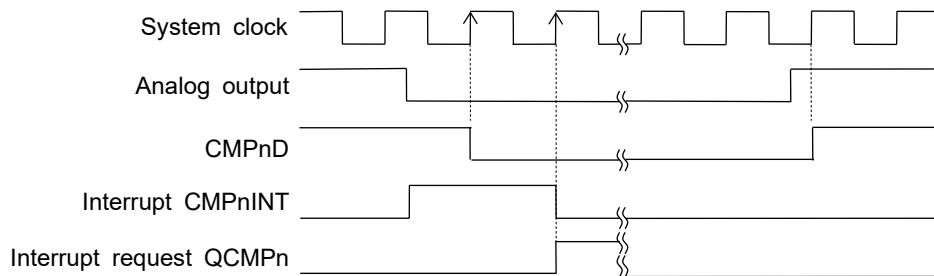 System clock
Analog output
CMPnD
Interrupt CMPnINT
Interrupt request QCMPn